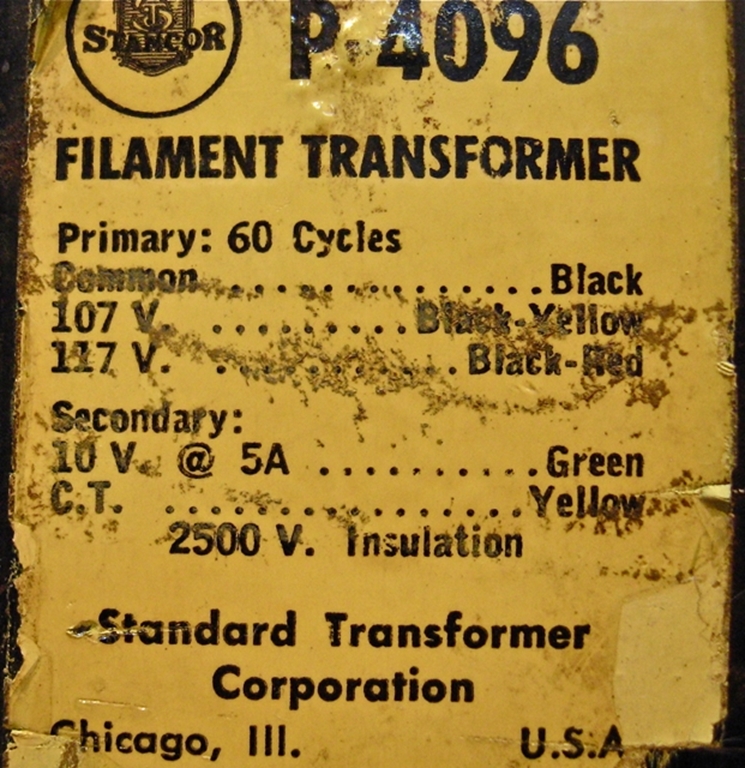 STANCOR
P-4096
FILAMENT TRANSFORMER
Primary: 60 Cycles
Common ................Black
107 V. ..........Black-Yellow
117 V. ............Black-Red
Secondary:
10 V. @ 5A ...........Green
C.T. .................Yellow
2500 V. Insulation
Standard Transformer
Corporation
Chicago, Ill. U.S.A